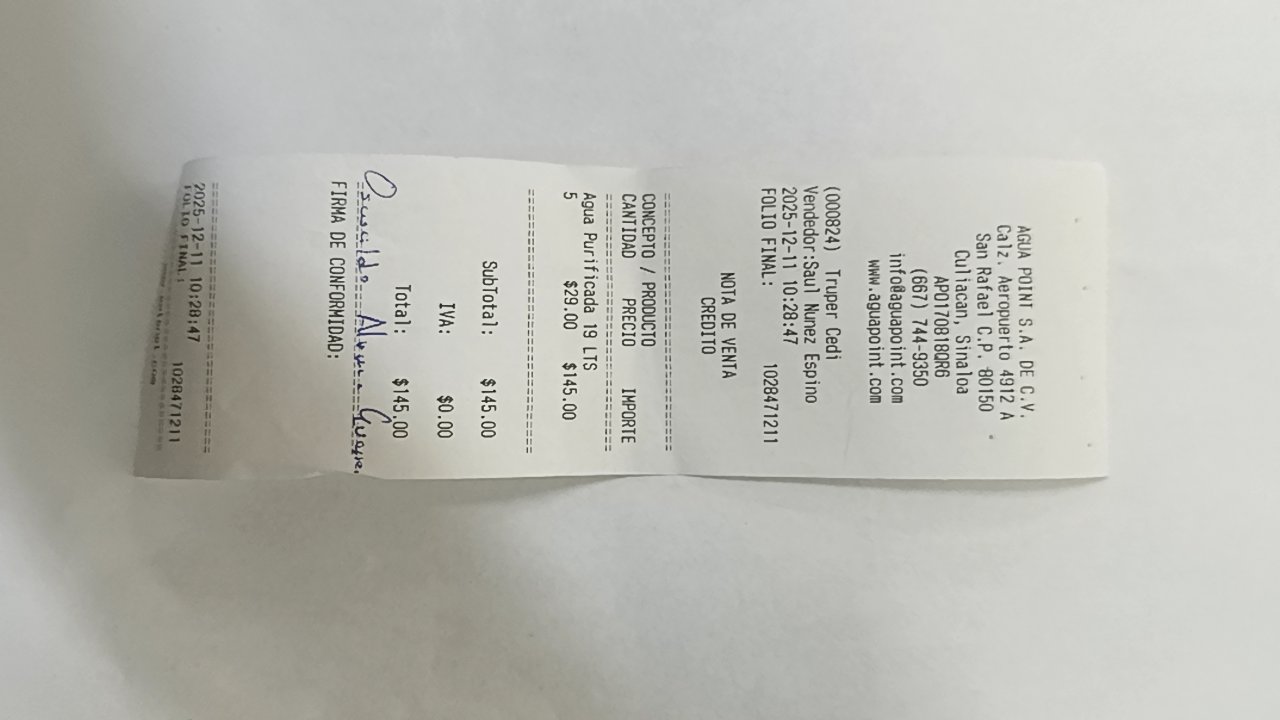 AGUA POINT S.A. DE C.V.
Calz. Aeropuerto 4912 A
San Rafael C.P. 80150
Culiacan, Sinaloa
APO170818QR6
(667) 744-9350
info@aguapoint.com
www.aguapoint.com
(000824) Truper Cedi
Vendedor:Saul Nunez Espino
2025-12-11 10:28:47
FOLIO FINAL: 1028471211
NOTA DE VENTA
CREDITO
==============================
CONCEPTO / PRODUCTO
CANTIDAD PRECIO IMPORTE
==============================
Agua Purificada 19 LTS
5 $29.00 $145.00
==============================
SubTotal: $145.00
IVA: $0.00
Total: $145.00
Osvaldo
FIRMA DE CONFORMIDAD:
==============================
2025-12-11 10:28:47
FOLIO FINAL: 1028471211